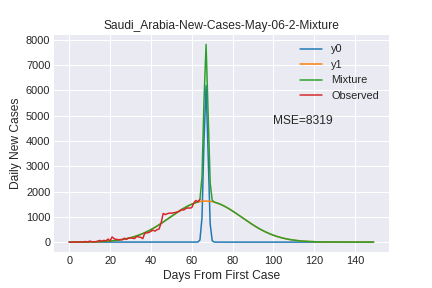 Saudi_Arabia-New-Cases-May-06-2-Mixture
Daily New Cases
8000
7000
6000
5000
4000
3000
2000
1000
0
y0
y1
Mixture
Observed
MSE=8319
0 20 40 60 80 100 120 140
Days From First Case